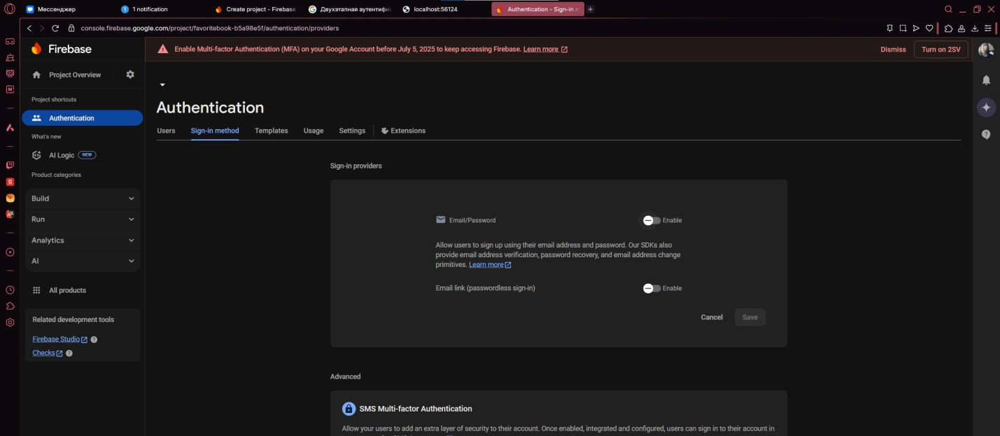 Мессенджер
1 notification
Create project - Firebase
Двухэтапная аутентифи
localhost:56124
Authentication - Sign-in
console.firebase.google.com/project/favoritebook-b5a98e5f/authentication/providers
Firebase
Enable Multi-factor Authentication (MFA) on your Google Account before July 5, 2025 to keep accessing Firebase. Learn more
Dismiss
Turn on 2SV
Project Overview
Project shortcuts
Authentication
What's new
AI Logic NEW
Product categories
Build
Run
Analytics
AI
All products
Related development tools
Firebase Studio
Checks
Authentication
Users
Sign-in method
Templates
Usage
Settings
Extensions
Sign-in providers
Email/Password
Enable
Allow users to sign up using their email address and password. Our SDKs also
provide email address verification, password recovery, and email address change
primitives. Learn more
Email link (passwordless sign-in)
Enable
Cancel
Save
Advanced
SMS Multi-factor Authentication
Allow your users to add an extra layer of security to their account. Once enabled, integrated and configured, users can sign in to their account in